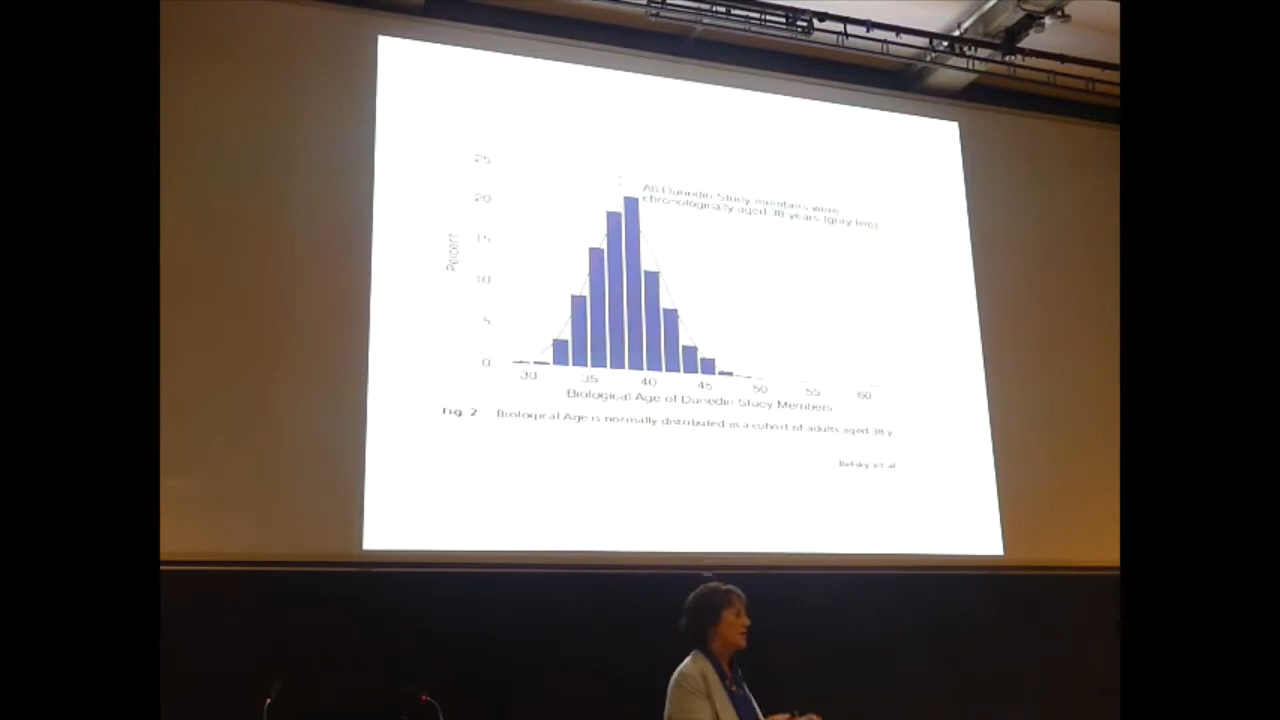 25
20
15
10
5
0
Percent
All Dunedin Study members were
chronologically aged 38 years (gray line)
30 35 40 45 50 55 60
Biological Age of Dunedin Study Members
Fig. 2 Biological Age is normally distributed in a cohort of adults aged 38 y
Belsky et al